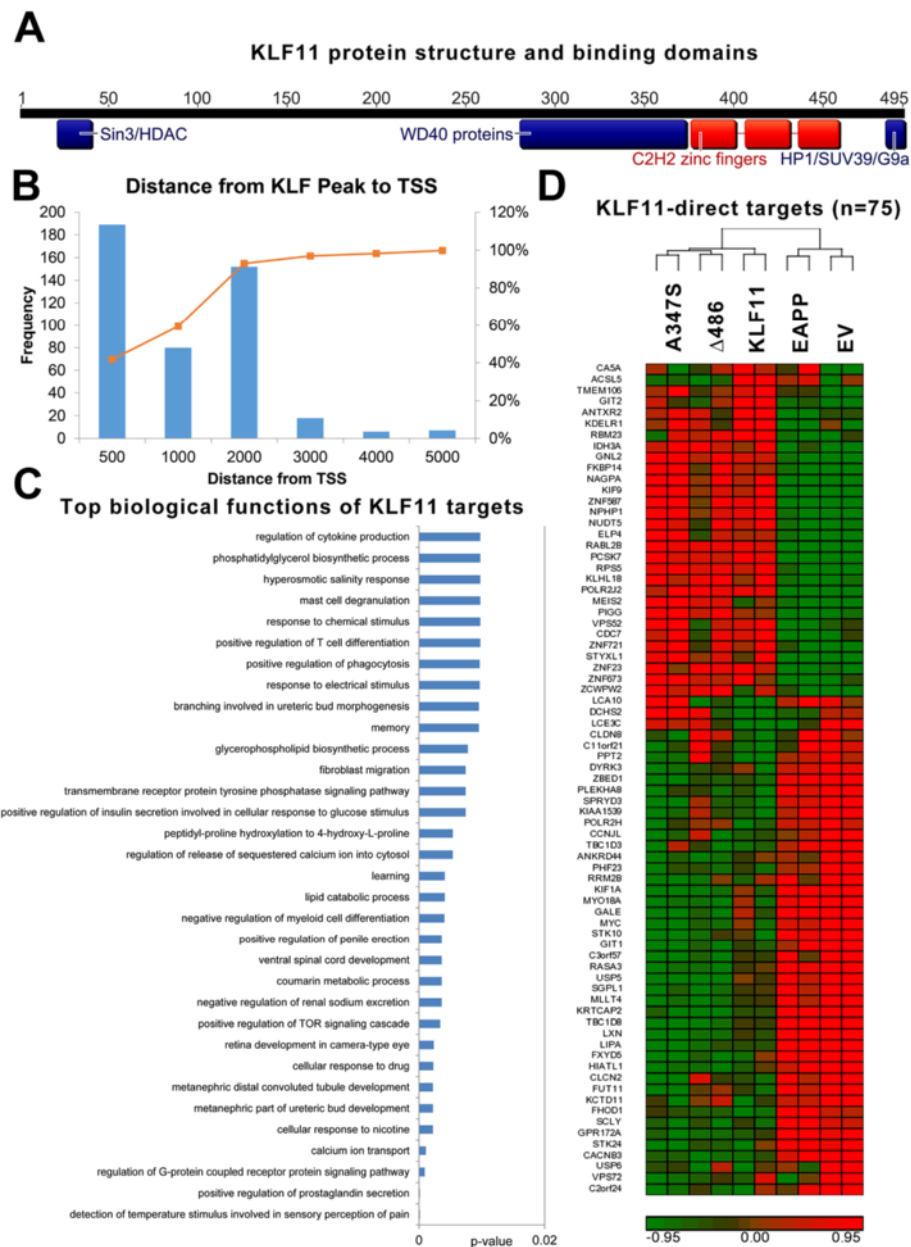 A
KLF11 protein structure and binding domains
1 50 100 150 200 250 300 350 400 450 495
Sin3/HDAC
WD40 proteins
C2H2 zinc fingers
HP1/SUV39/G9a
B
Distance from KLF Peak to TSS
200
180
160
140
120
100
80
60
40
20
0
Frequency
120%
100%
80%
60%
40%
20%
0%
500 1000 2000 3000 4000 5000
Distance from TSS
C
Top biological functions of KLF11 targets
regulation of cytokine production
phosphatidylglycerol biosynthetic process
hyperosmotic salinity response
mast cell degranulation
response to chemical stimulus
positive regulation of T cell differentiation
positive regulation of phagocytosis
response to electrical stimulus
branching involved in ureteric bud morphogenesis
memory
glycerophospholipid biosynthetic process
fibroblast migration
transmembrane receptor protein tyrosine phosphatase signaling pathway
positive regulation of insulin secretion involved in cellular response to glucose stimulus
peptidyl-proline hydroxylation to 4-hydroxy-L-proline
regulation of release of sequestered calcium ion into cytosol
learning
lipid catabolic process
negative regulation of myeloid cell differentiation
positive regulation of penile erection
ventral spinal cord development
coumarin metabolic process
negative regulation of renal sodium excretion
positive regulation of TOR signaling cascade
retina development in camera-type eye
cellular response to drug
metanephric distal convoluted tubule development
metanephric part of ureteric bud development
cellular response to nicotine
calcium ion transport
regulation of G-protein coupled receptor protein signaling pathway
positive regulation of prostaglandin secretion
detection of temperature stimulus involved in sensory perception of pain
0 p-value 0.02
D
KLF11-direct targets (n=75)
A347S
Δ486
KLF11
EAPP
EV
CA5A
ACSL5
TMEM106
GIT2
ANTXR2
KDELR1
RBM23
IDH3A
GNL2
FKBP14
NAGPA
KIF9
ZNF587
NPHP1
NUDT5
ELP4
RABL2B
PCSK7
RPS5
KLHL18
POLR2J2
MEIS2
PIGG
VPS52
CDC7
ZNF721
STYXL1
ZNF23
ZNF673
ZCWPW2
LCA10
DCHS2
LCE3C
CLDN8
C11orf21
PPT2
DYRK3
ZBED1
PLEKHA8
SPRYD3
KIAA1539
POLR2H
CCNJL
TBC1D3
ANKRD44
PHF23
RRM2B
KIF1A
MYO18A
GALE
MYC
STK10
GIT1
C3orf57
RASA3
USP5
SGPL1
MLLT4
KRTCAP2
TBC1D8
LXN
LIPA
FXYD5
HIATL1
CLCN2
FUT11
KCTD11
FHOD1
SCLY
GPR172A
STK24
CACNB3
USP6
VPS72
C2orf24
-0.95 0.00 0.95